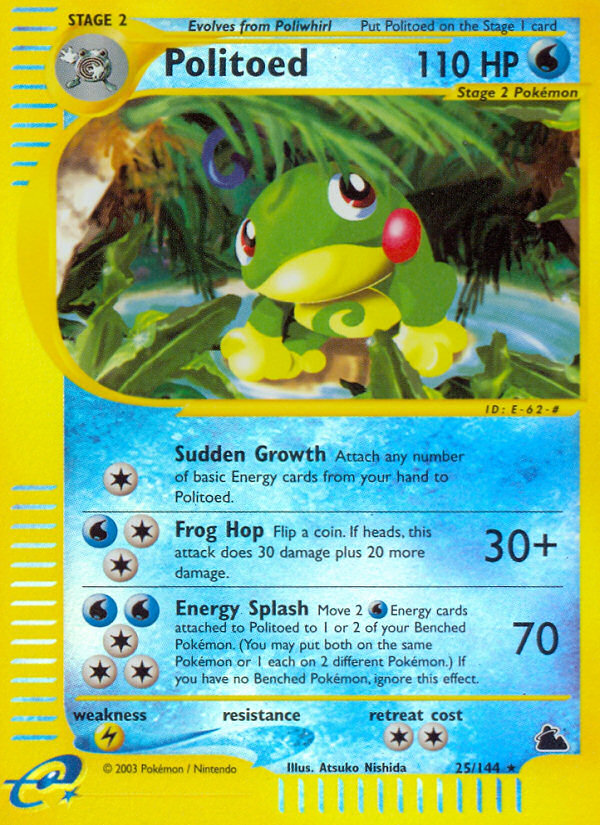 STAGE 2
Evolves from Poliwhirl Put Politoed on the Stage 1 card
Politoed 110 HP
Stage 2 Pokémon
ID: E-62-#
Sudden Growth Attach any number
of basic Energy cards from your hand to
Politoed.
Frog Hop Flip a coin. If heads, this
attack does 30 damage plus 20 more
damage.
30+
Energy Splash Move 2 Energy cards
attached to Politoed to 1 or 2 of your Benched
Pokémon. (You may put both on the same
Pokémon or 1 each on 2 different Pokémon.) If
you have no Benched Pokémon, ignore this effect.
70
weakness resistance retreat cost
e
© 2003 Pokémon / Nintendo Illus. Atsuko Nishida 25/144 ★